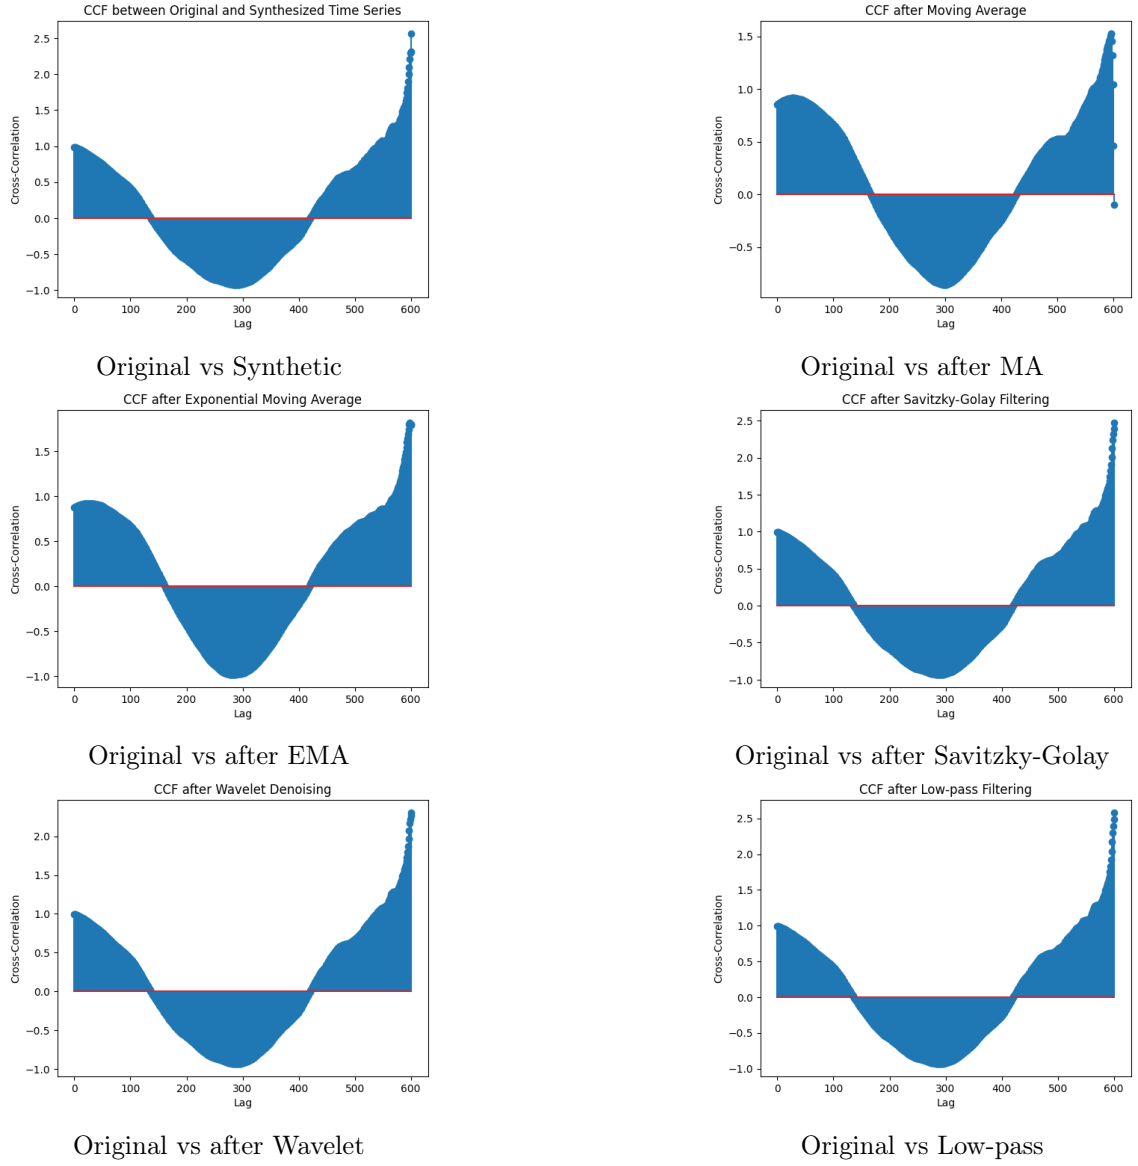 CCF between Original and Synthesized Time Series
2.5
2.0
1.5
1.0
0.5
0.0
−0.5
−1.0
Cross-Correlation
0 100 200 300 400 500 600
Lag
Original vs Synthetic
CCF after Moving Average
1.5
1.0
0.5
0.0
−0.5
Cross-Correlation
0 100 200 300 400 500 600
Lag
Original vs after MA
CCF after Exponential Moving Average
1.5
1.0
0.5
0.0
−0.5
−1.0
Cross-Correlation
0 100 200 300 400 500 600
Lag
Original vs after EMA
CCF after Savitzky-Golay Filtering
2.5
2.0
1.5
1.0
0.5
0.0
−0.5
−1.0
Cross-Correlation
0 100 200 300 400 500 600
Lag
Original vs after Savitzky-Golay
CCF after Wavelet Denoising
2.0
1.5
1.0
0.5
0.0
−0.5
−1.0
Cross-Correlation
0 100 200 300 400 500 600
Lag
Original vs after Wavelet
CCF after Low-pass Filtering
2.5
2.0
1.5
1.0
0.5
0.0
−0.5
−1.0
Cross-Correlation
0 100 200 300 400 500 600
Lag
Original vs Low-pass